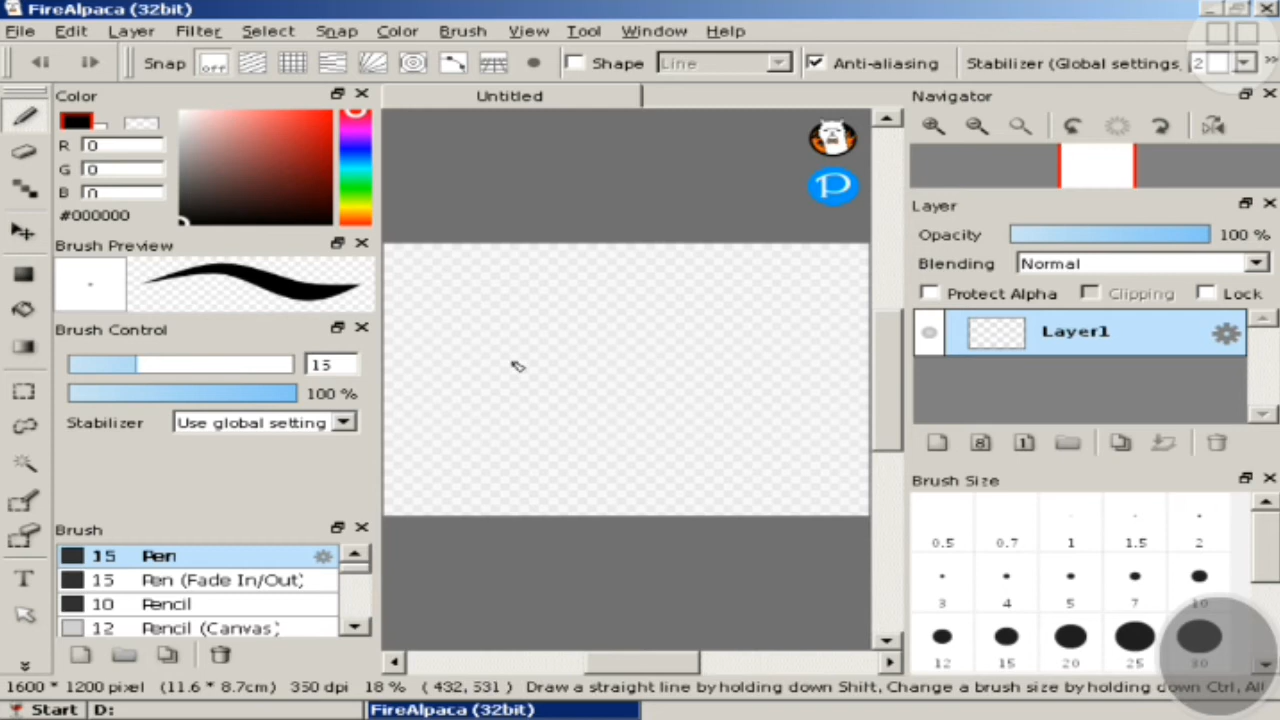 FireAlpaca (32bit)
File Edit Layer Filter Select Snap Color Brush View Tool Window Help
Snap off Shape Line Anti-aliasing Stabilizer (Global settings, 2
Color
R 0
G 0
B 0
#000000
Brush Preview
Brush Control
15
100 %
Stabilizer Use global setting
Brush
15 Pen
15 Pen (Fade In/Out)
10 Pencil
12 Pencil (Canvas)
Untitled
P
Navigator
Layer
Opacity 100 %
Blending Normal
Protect Alpha Clipping Lock
Layer1
8 1
Brush Size
0.5 0.7 1 1.5 2
3 4 5 7 10
12 15 20 25 30
1600 * 1200 pixel (11.6 * 8.7cm) 350 dpi 18 % ( 432, 531 ) Draw a straight line by holding down Shift, Change a brush size by holding down Ctrl, Al
Start D: FireAlpaca (32bit)
T